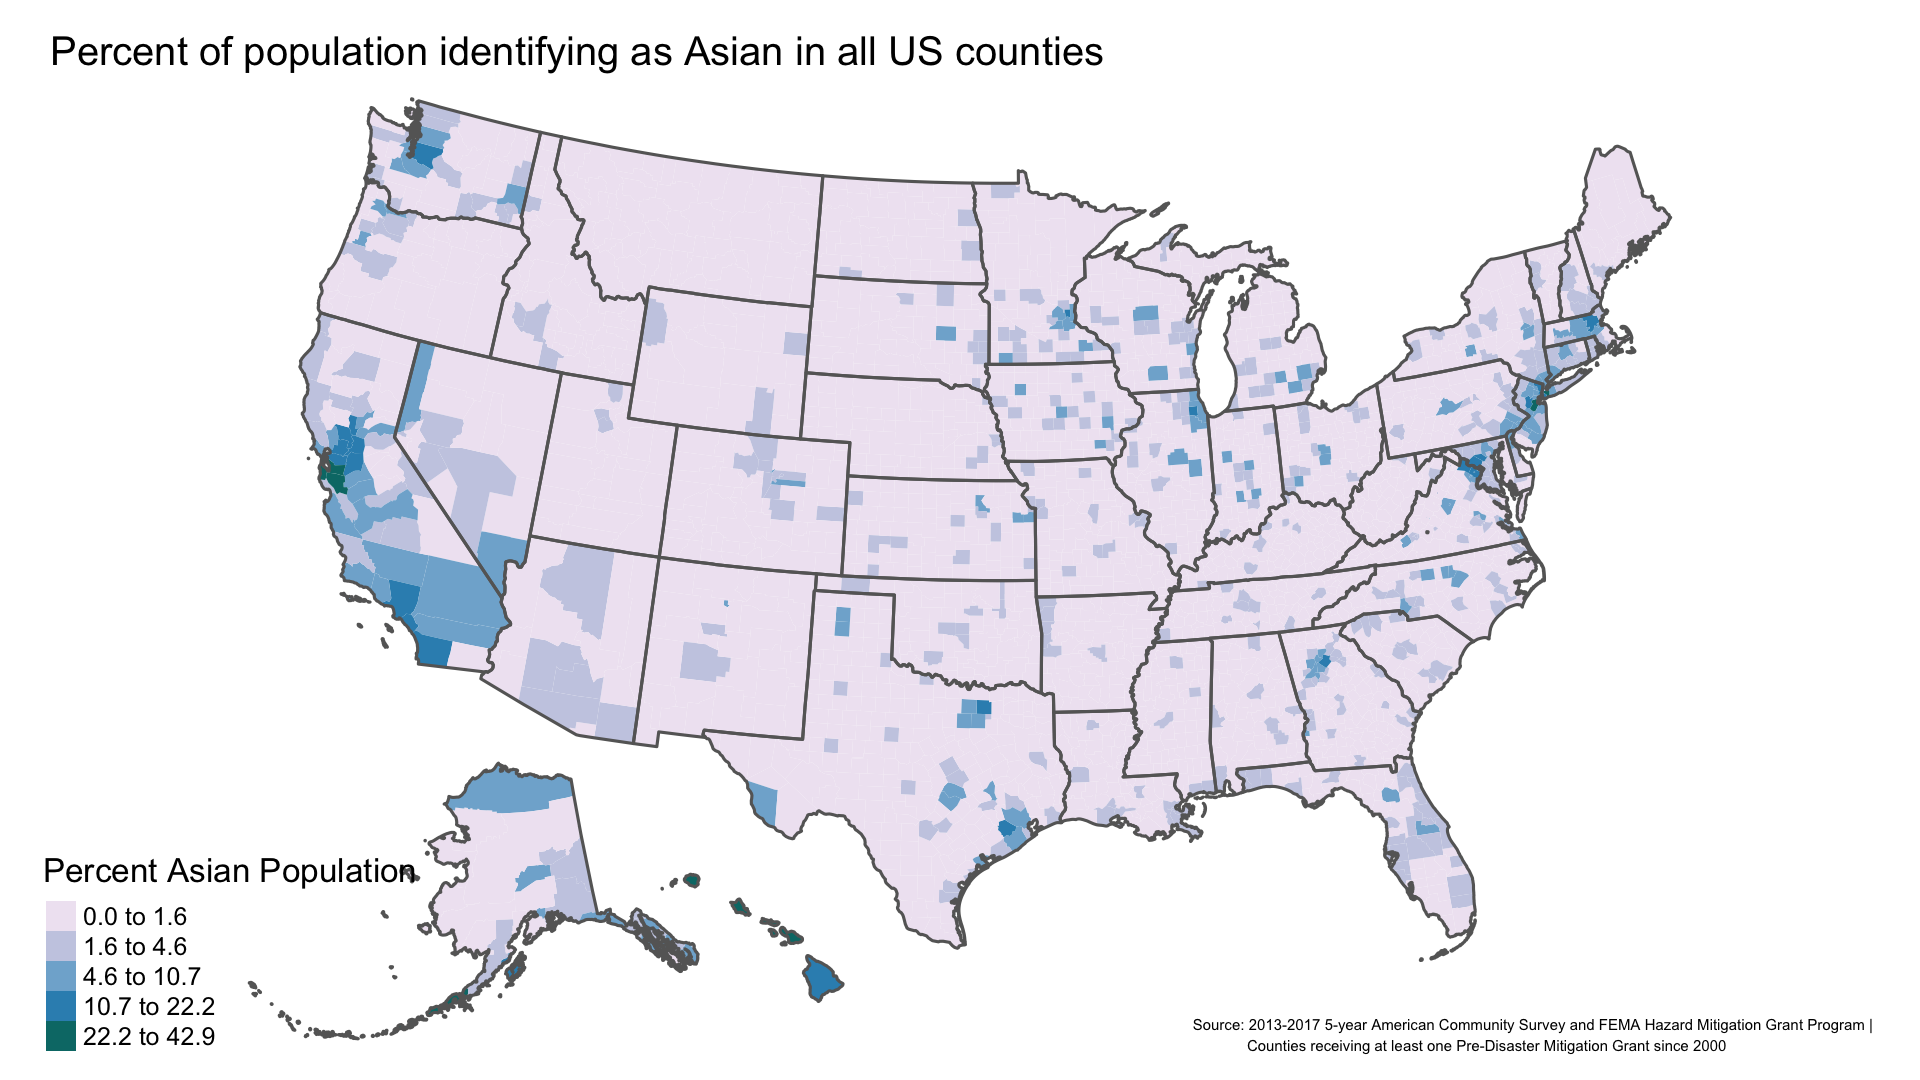 Percent of population identifying as Asian in all US counties
Percent Asian Population
0.0 to 1.6
1.6 to 4.6
4.6 to 10.7
10.7 to 22.2
22.2 to 42.9
Source: 2013-2017 5-year American Community Survey and FEMA Hazard Mitigation Grant Program |
Counties receiving at least one Pre-Disaster Mitigation Grant since 2000